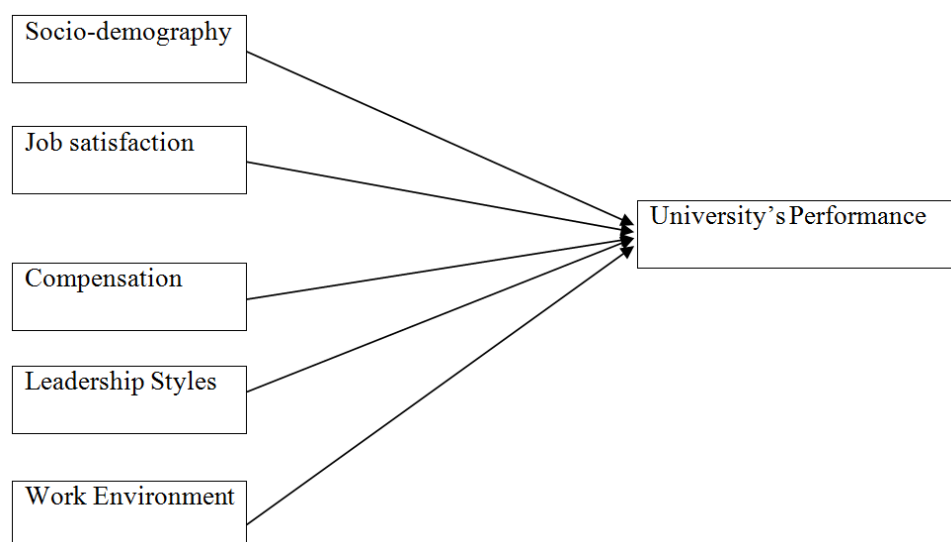 Socio-demography
Job satisfaction
University’s Performance
Compensation
Leadership Styles
Work Environment